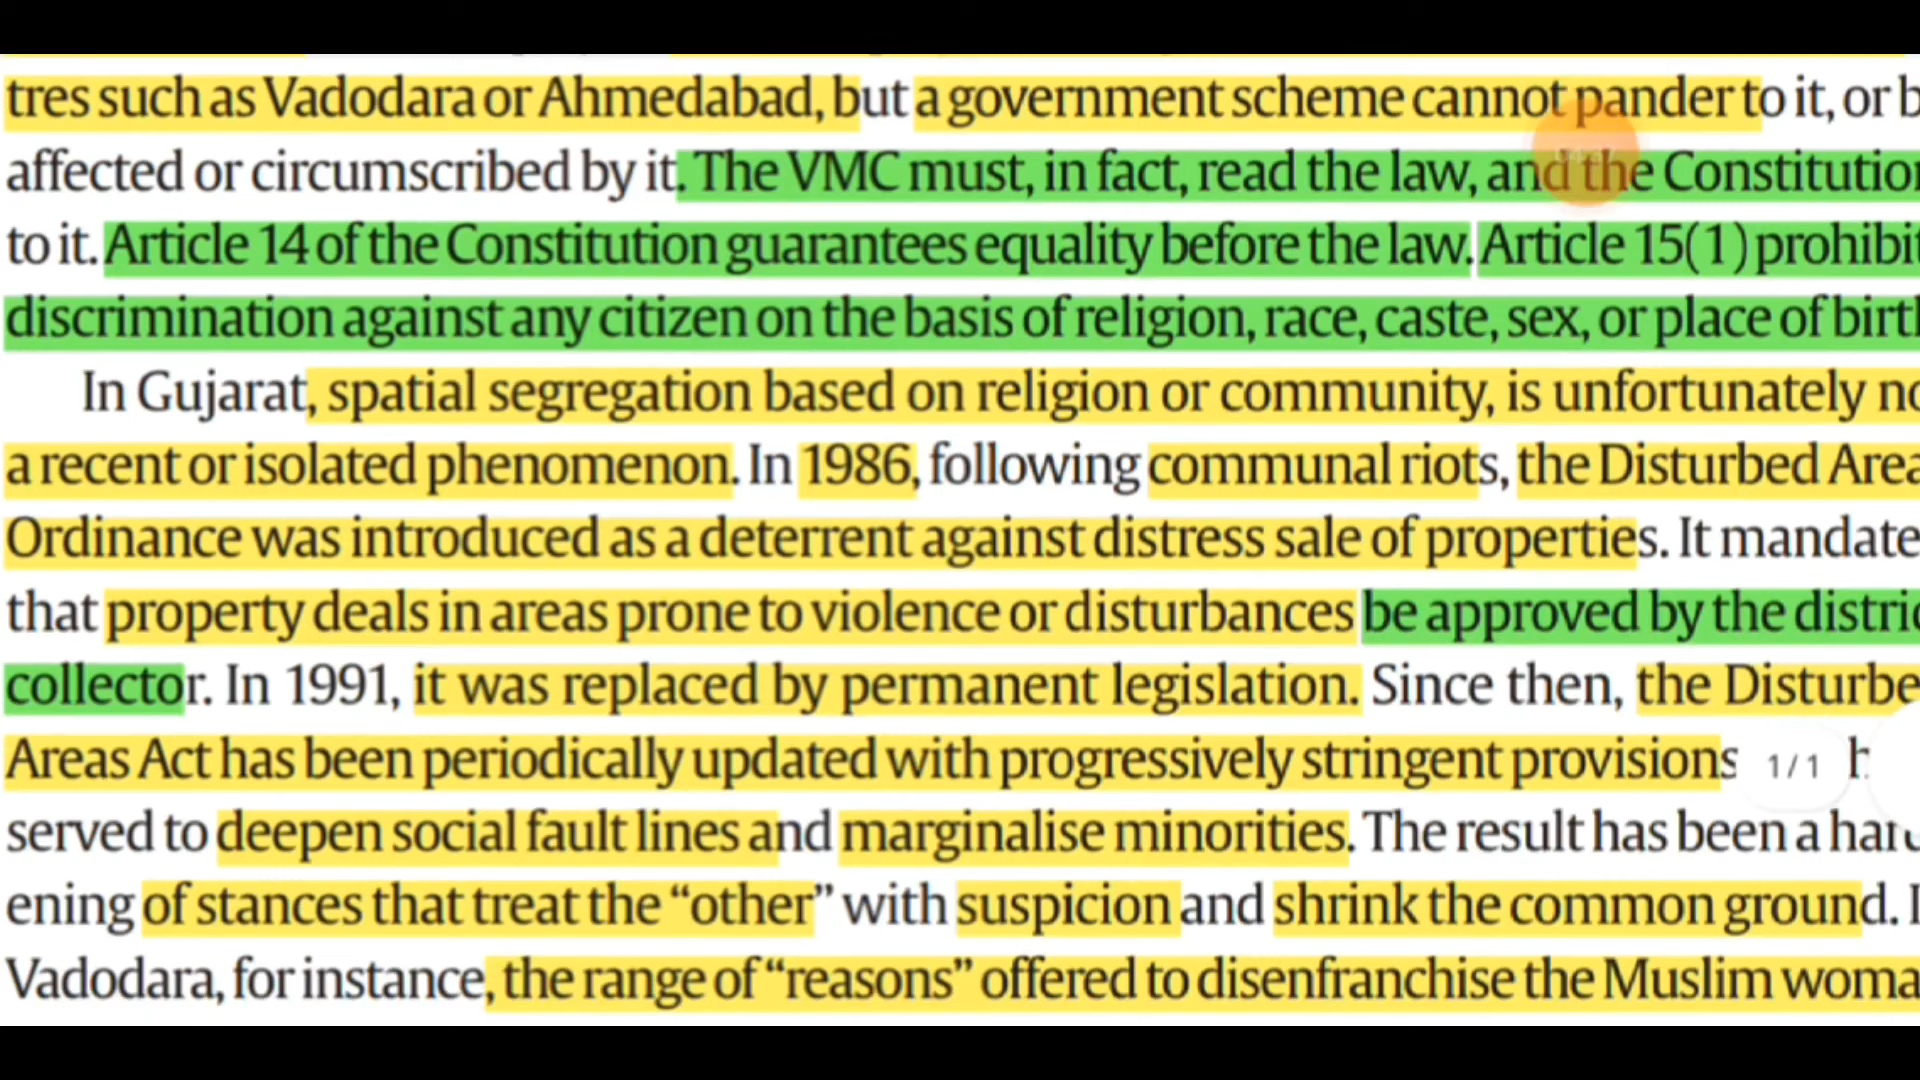 tres such as Vadodara or Ahmedabad, but a government scheme cannot pander to it, or b
affected or circumscribed by it. The VMC must, in fact, read the law, and the Constitution
to it. Article 14 of the Constitution guarantees equality before the law. Article 15(1) prohibit
discrimination against any citizen on the basis of religion, race, caste, sex, or place of birth
In Gujarat, spatial segregation based on religion or community, is unfortunately no
a recent or isolated phenomenon. In 1986, following communal riots, the Disturbed Area
Ordinance was introduced as a deterrent against distress sale of properties. It mandate
that property deals in areas prone to violence or disturbances be approved by the distric
collector. In 1991, it was replaced by permanent legislation. Since then, the Disturbe
Areas Act has been periodically updated with progressively stringent provisions
1/1
served to deepen social fault lines and marginalise minorities. The result has been a hard
ening of stances that treat the “other” with suspicion and shrink the common ground. I
Vadodara, for instance, the range of “reasons” offered to disenfranchise the Muslim woma